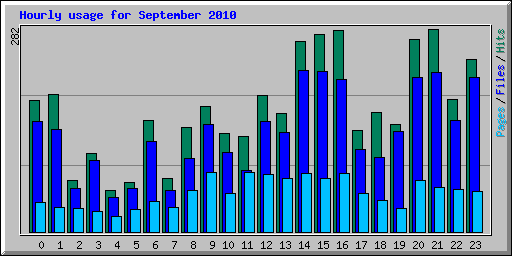 Hourly usage for September 2010
282
Pages / Files / Hits
0 1 2 3 4 5 6 7 8 9 10 11 12 13 14 15 16 17 18 19 20 21 22 23